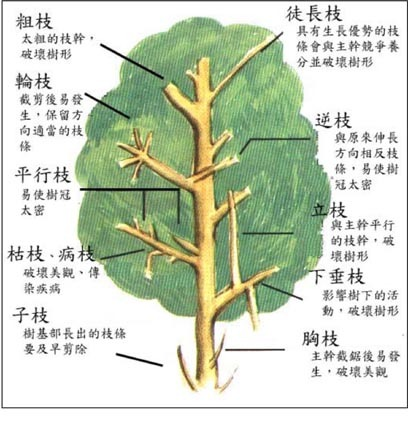 粗枝
太粗的枝幹，
破壞樹形
輪枝
截剪後易發
生，保留方
向適當的枝
條
平行枝
易使樹冠
太密
枯枝、病枝
破壞美觀、傳
染疾病
子枝
樹基部長出的枝條
要及早剪除
徒長枝
具有生長優勢的枝
條會與主幹競爭養
分並破壞樹形
逆枝
與原來伸長
方向相反枝
條，易使樹
冠太密
立枝
與主幹平行
的枝幹，破
壞樹形
下垂枝
影響樹下的活
動，破壞樹形
胸枝
主幹截鋸後易發
生，破壞美觀